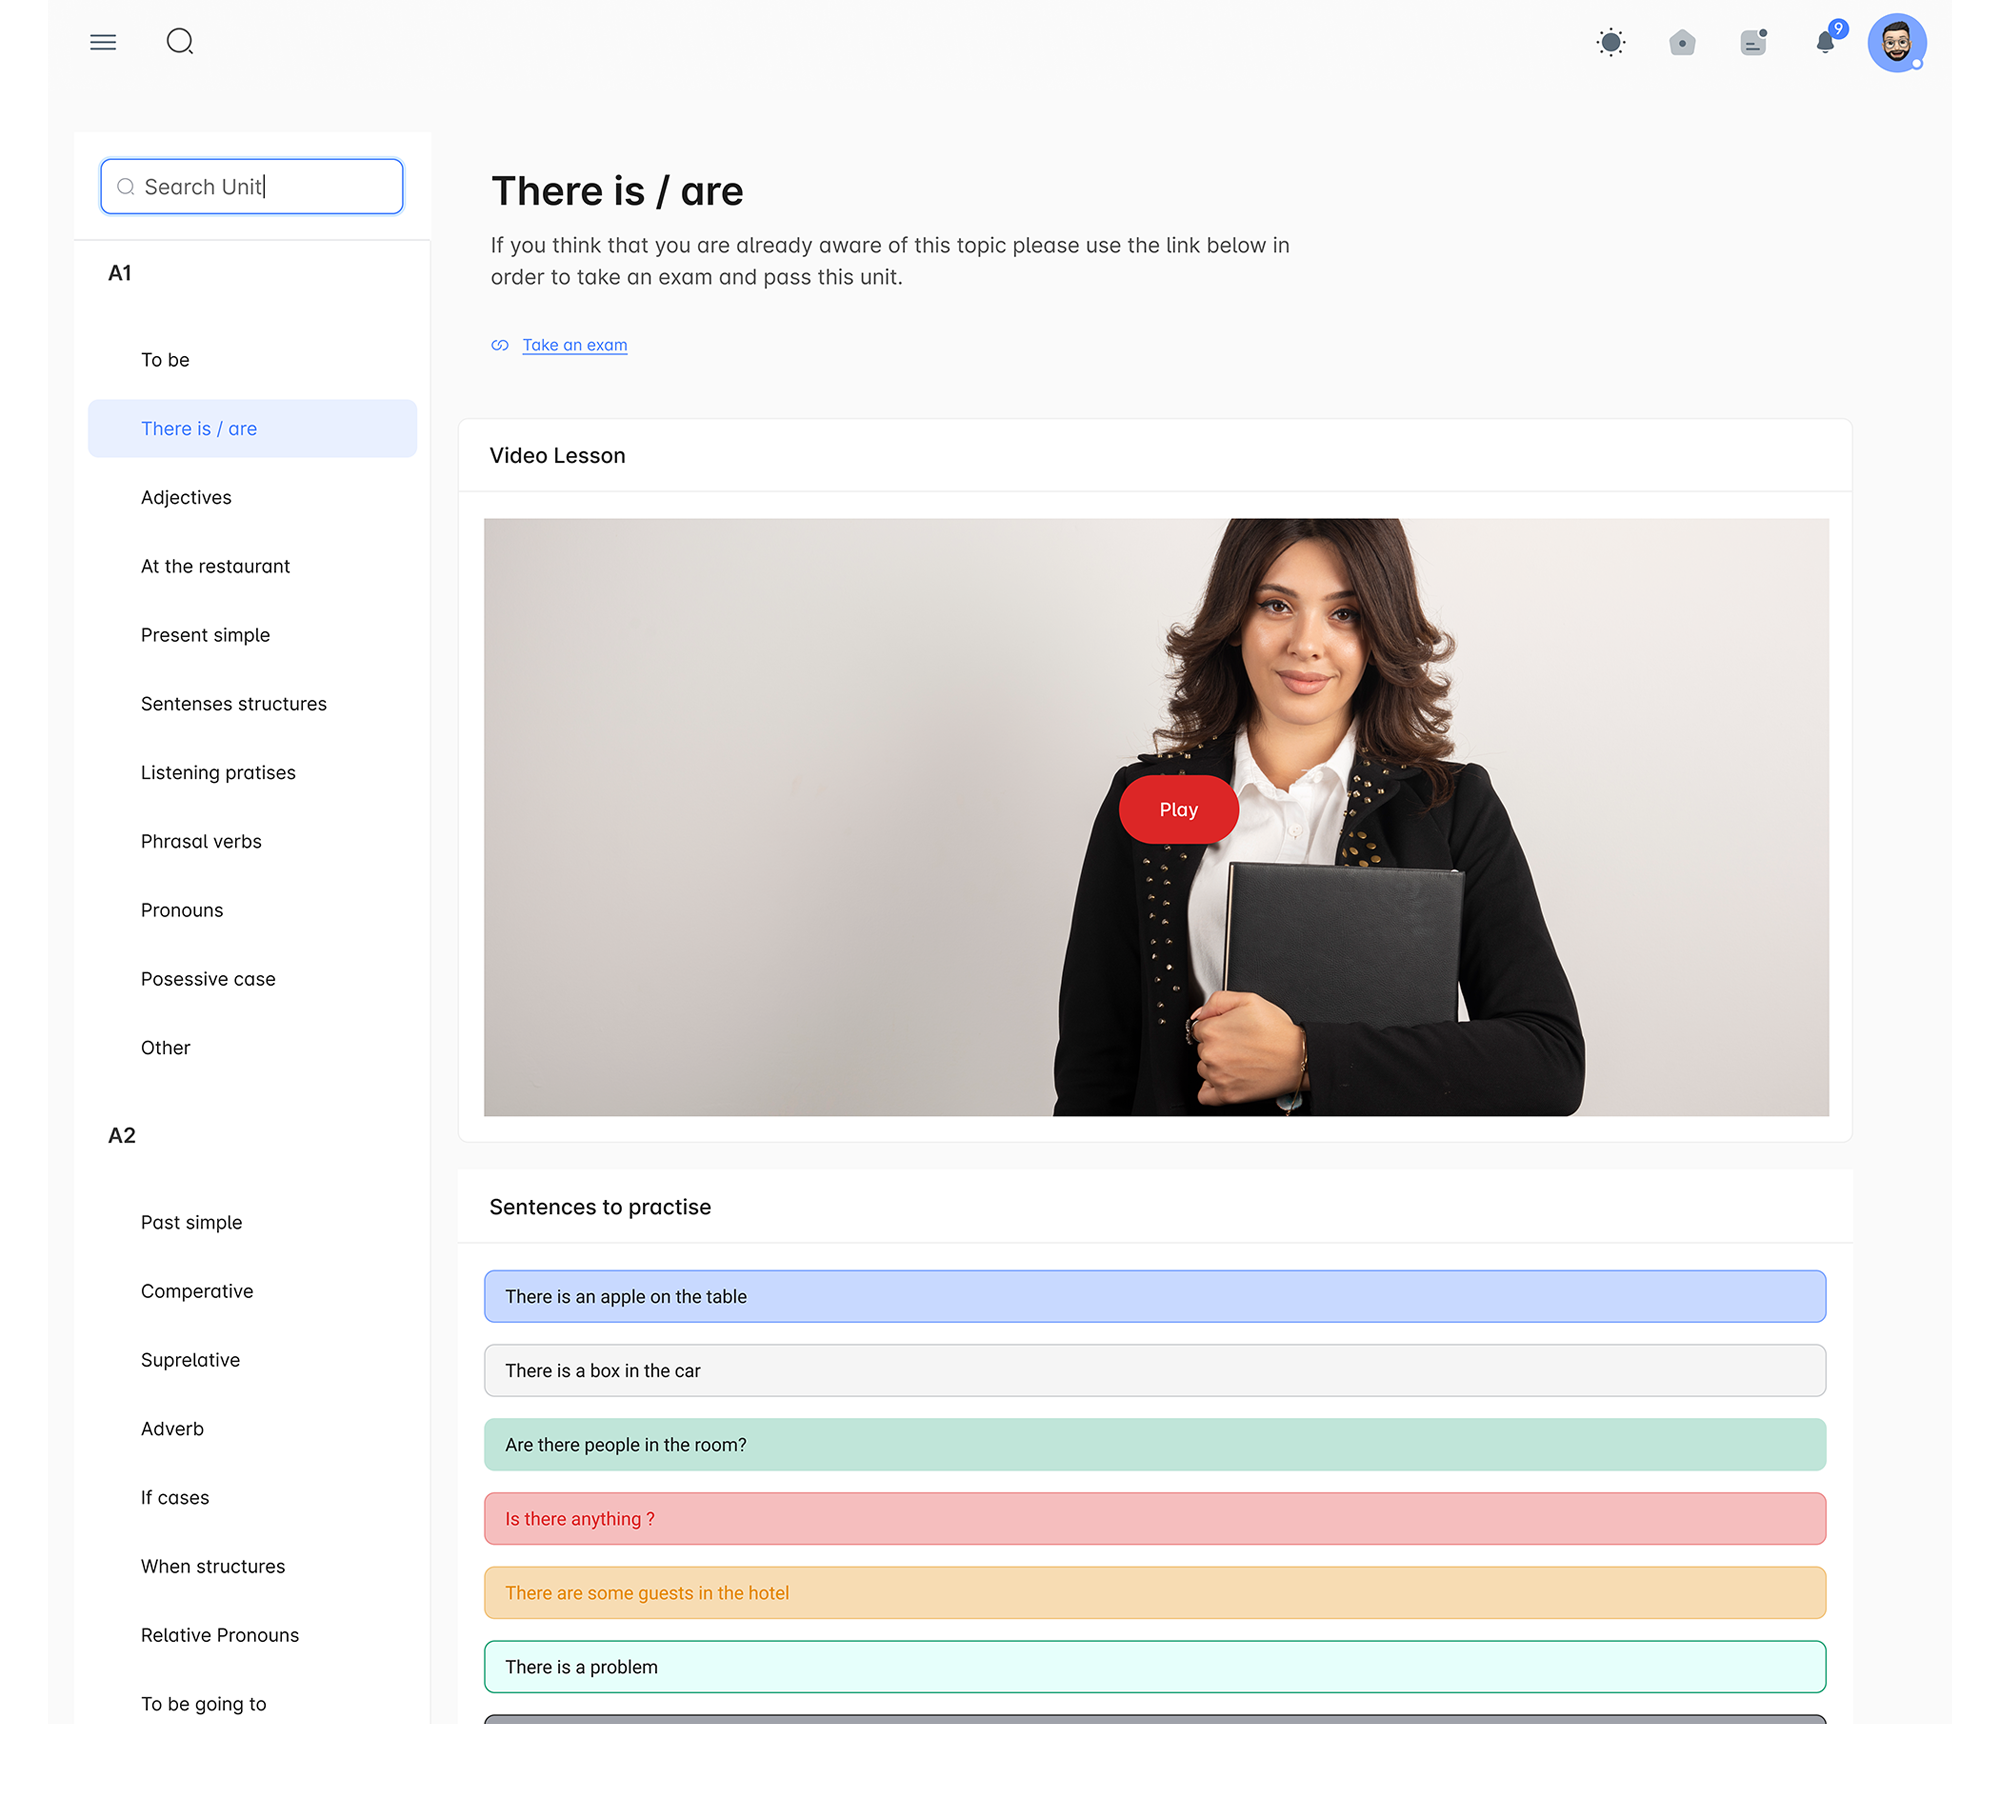 9
Search Unit
A1
To be
There is / are
Adjectives
At the restaurant
Present simple
Sentenses structures
Listening pratises
Phrasal verbs
Pronouns
Posessive case
Other
A2
Past simple
Comperative
Suprelative
Adverb
If cases
When structures
Relative Pronouns
To be going to
There is / are
If you think that you are already aware of this topic please use the link below in
order to take an exam and pass this unit.
Take an exam
Video Lesson
Play
Sentences to practise
There is an apple on the table
There is a box in the car
Are there people in the room?
Is there anything ?
There are some guests in the hotel
There is a problem